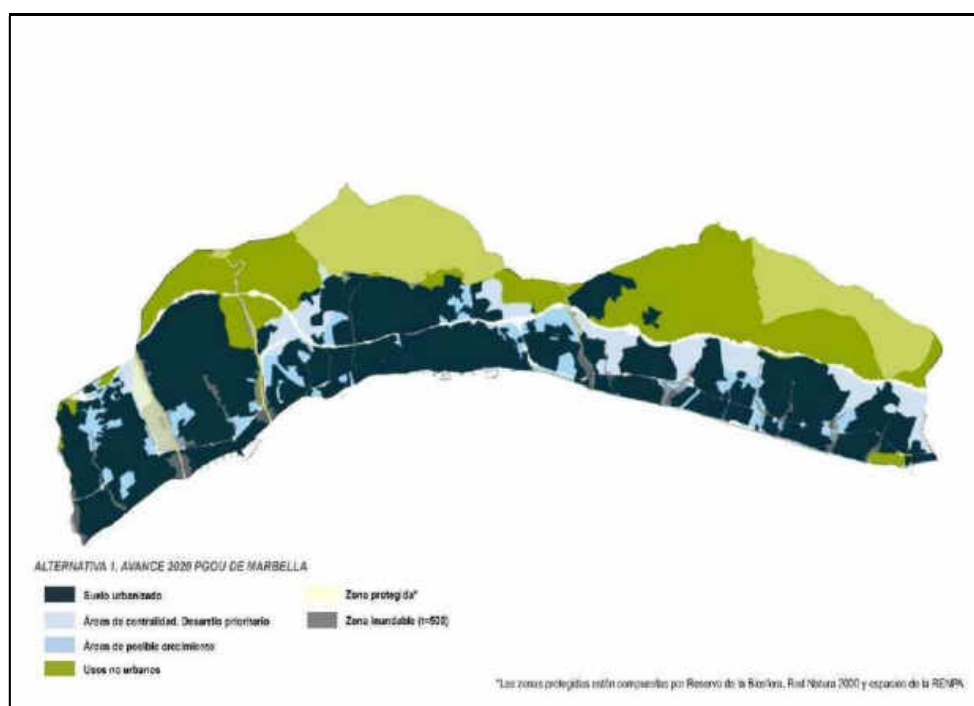 ALTERNATIVA 1. AVANCE 2020 PGOU DE MARBELLA
Suelo urbanizado
Áreas de centralidad. Desarrollo prioritario
Áreas de posible crecimiento
Usos no urbanos
Zona protegida*
Zona inundable (t=500)
*Las zonas protegidas están compuestas por Reserva de la Biosfera, Red Natura 2000 y espacios de la RENPA